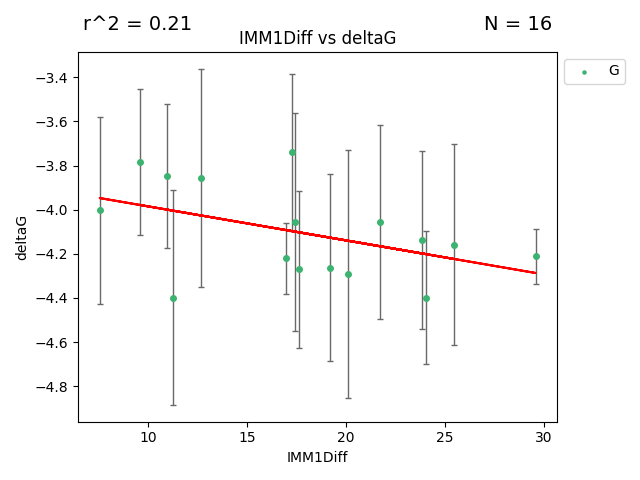 r^2 = 0.21
N = 16
IMM1Diff vs deltaG
G
−3.4
−3.6
−3.8
−4.0
−4.2
−4.4
−4.6
−4.8
deltaG
10 15 20 25 30
IMM1Diff